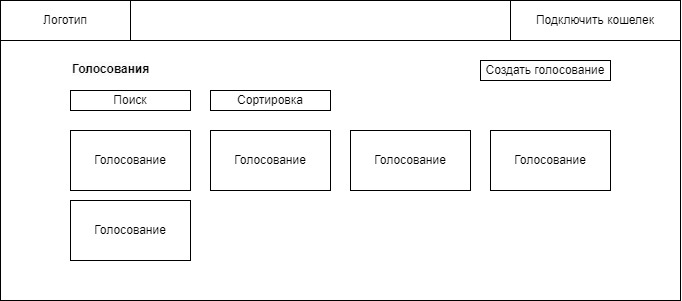 Логотип
Подключить кошелек
Голосования
Создать голосование
Поиск
Сортировка
Голосование
Голосование
Голосование
Голосование
Голосование